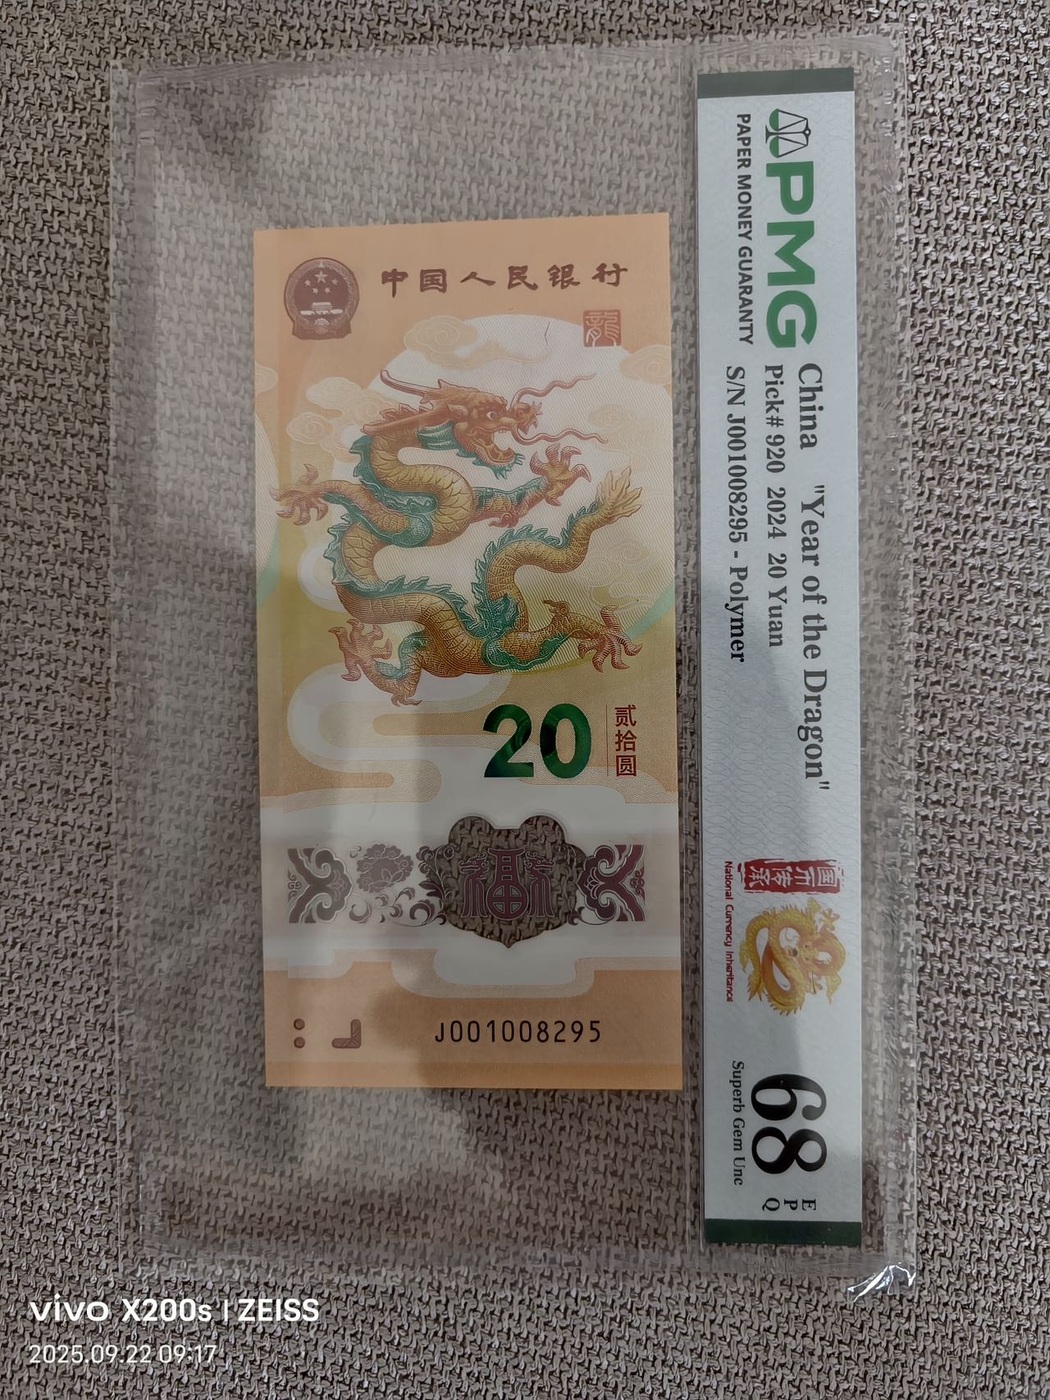 中国人民银行
龍
20
贰拾圆
福
J001008295
PMG
PAPER MONEY GUARANTY
China "Year of the Dragon"
Pick# 920 2024 20 Yuan
S/N J001008295 - Polymer
国币传承
National Currency Inheritance
68
EPQ
Superb Gem Unc
vivo X200s | ZEISS
2025.09.22 09:17